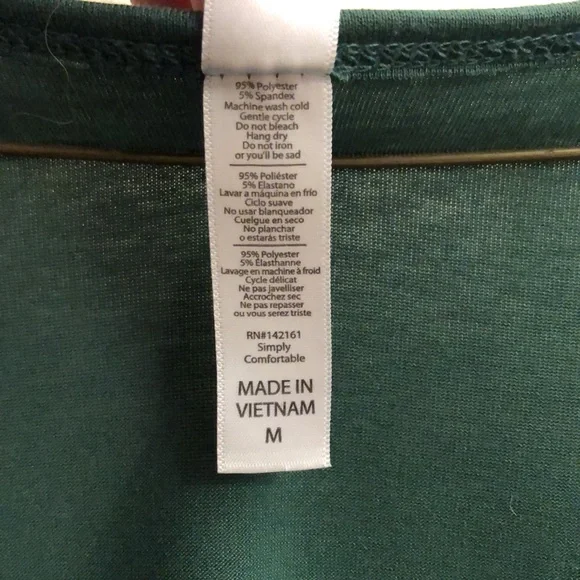 95% Polyester
5% Spandex
Machine wash cold
Gentle cycle
Do not bleach
Hang dry
Do not iron
or you'll be sad
95% Poliéster
5% Elastano
Lavar a máquina en frío
Ciclo suave
No usar blanqueador
Cuelgue en seco
No planchar
o estarás triste
95% Polyester
5% Élasthanne
Lavage en machine à froid
Cycle délicat
Ne pas javelliser
Accrochez sec
Ne pas repasser
ou vous serez triste
RN#142161
Simply
Comfortable
MADE IN
VIETNAM
M